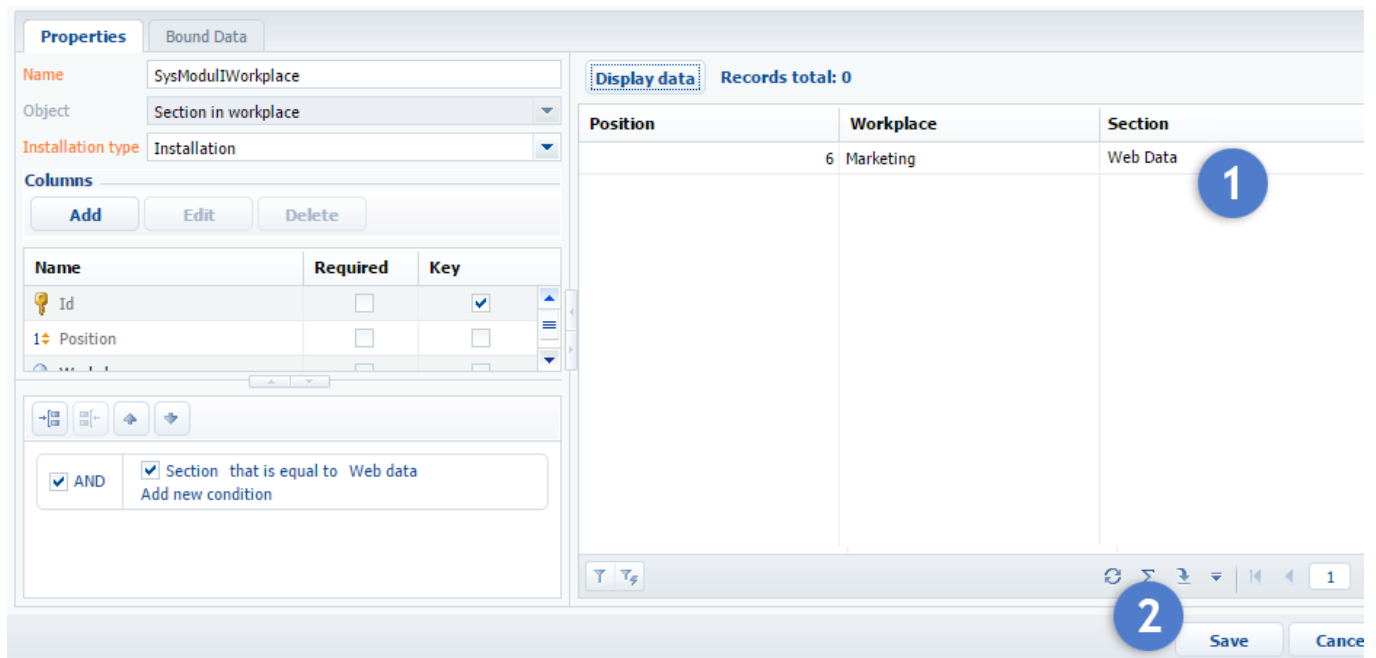 Properties Bound Data
Name SysModulIWorkplace
Object Section in workplace
Installation type Installation
Columns
Add Edit Delete
Name Required Key
Id
1 Position
AND
Section that is equal to Web data
Add new condition
Display data Records total: 0
Position Workplace Section
6 Marketing Web Data
1
1
2
Save Cance